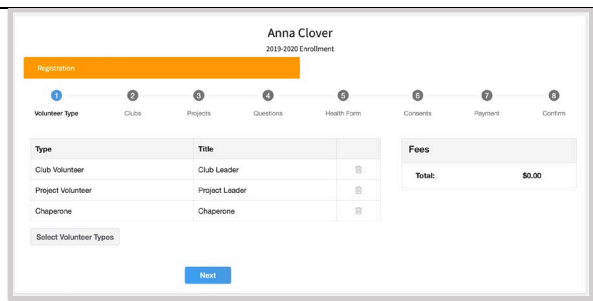 Anna Clover
2019-2020 Enrollment
Registration
1 2 3 4 5 6 7 8
Volunteer Type Clubs Projects Questions Health Form Consents Payment Confirm
Type Title
Club Volunteer Club Leader
Project Volunteer Project Leader
Chaperone Chaperone
Select Volunteer Types
Next
Fees
Total: $0.00